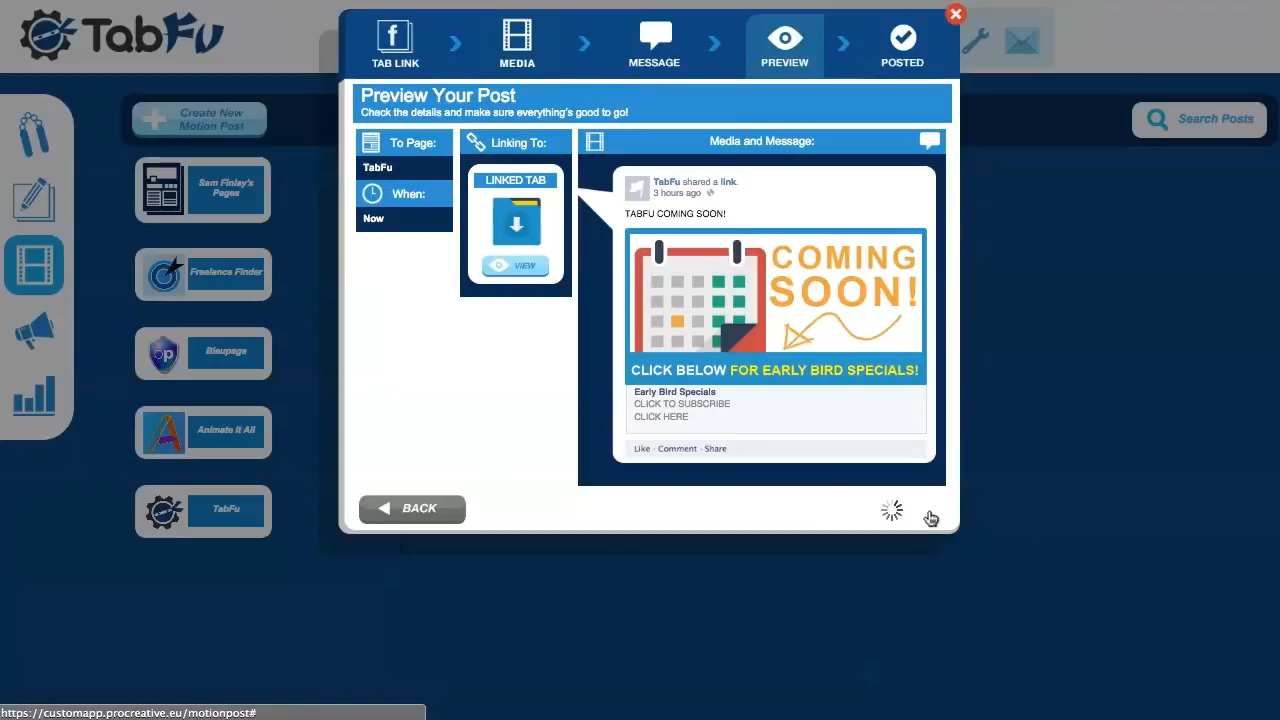 TabFu
TAB LINK
MEDIA
MESSAGE
PREVIEW
POSTED
Preview Your Post
Check the details and make sure everything's good to go!
Create New
Motion Post
Search Posts
To Page:
TabFu
When:
Now
Linking To:
LINKED TAB
VIEW
Media and Message:
TabFu shared a link.
3 hours ago
TABFU COMING SOON!
COMING
SOON!
CLICK BELOW FOR EARLY BIRD SPECIALS!
Early Bird Specials
CLICK TO SUBSCRIBE
CLICK HERE
Like · Comment · Share
Sam Finlay's
Pages
Freelance Finder
Bleupage
Animate It All
TabFu
BACK
https://customapp.procreative.eu/motionpost#